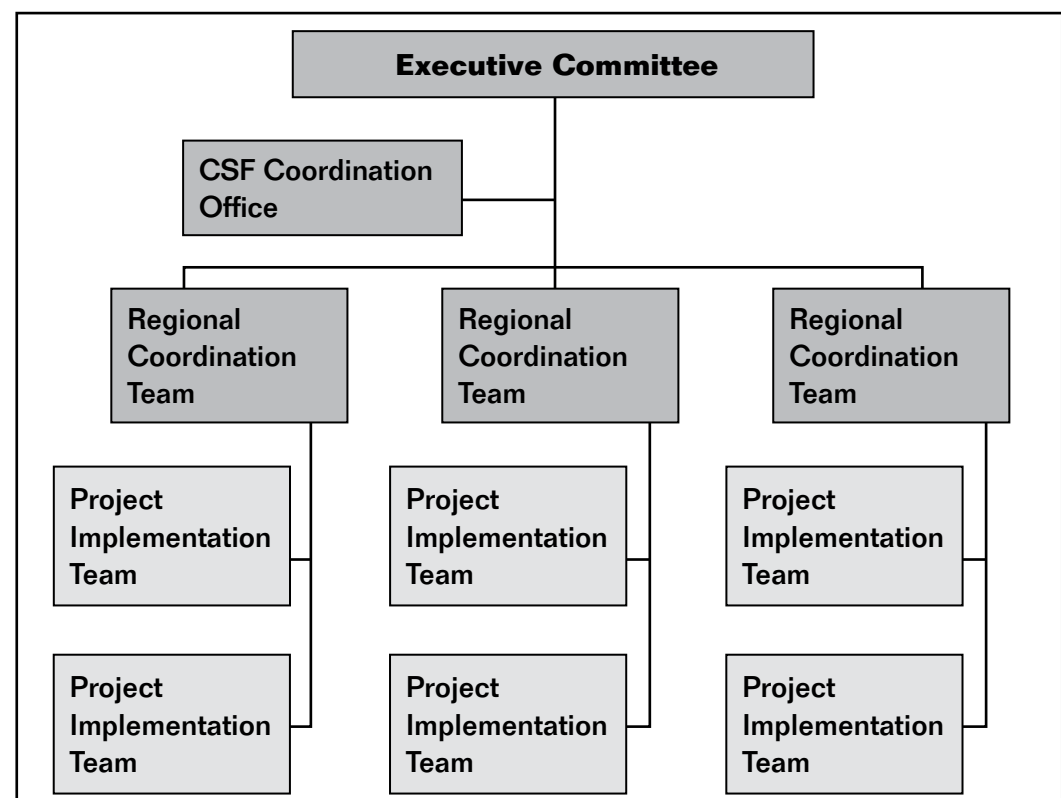 Executive Committee
CSF Coordination
Office
Regional
Coordination
Team
Regional
Coordination
Team
Regional
Coordination
Team
Project
Implementation
Team
Project
Implementation
Team
Project
Implementation
Team
Project
Implementation
Team
Project
Implementation
Team
Project
Implementation
Team